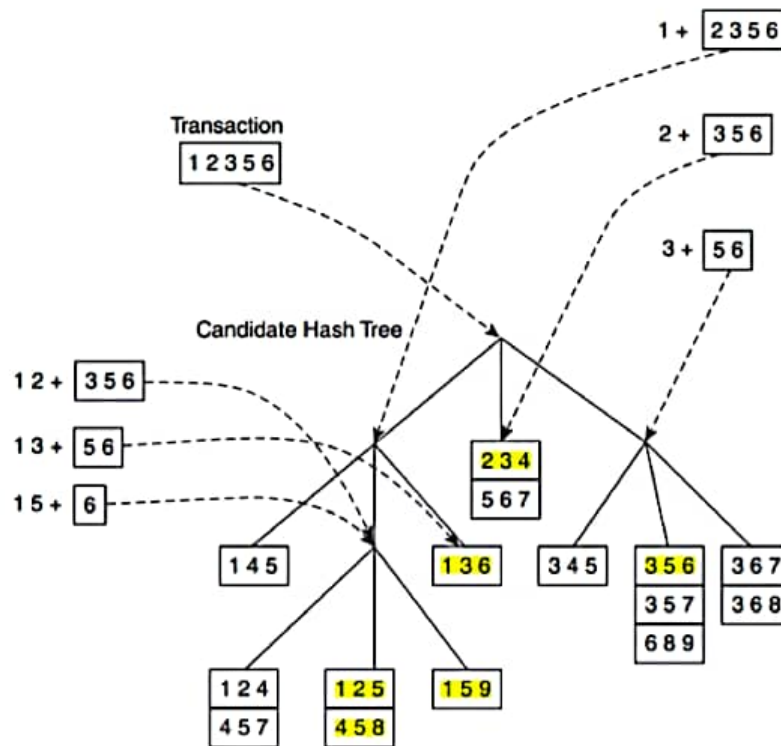 1 + 2 3 5 6
Transaction
1 2 3 5 6
2 + 3 5 6
3 + 5 6
Candidate Hash Tree
1 2 + 3 5 6
1 3 + 5 6
1 5 + 6
2 3 4
5 6 7
1 4 5
1 3 6
3 4 5
3 5 6
3 6 7
3 5 7
3 6 8
6 8 9
1 2 4
1 2 5
1 5 9
4 5 7
4 5 8